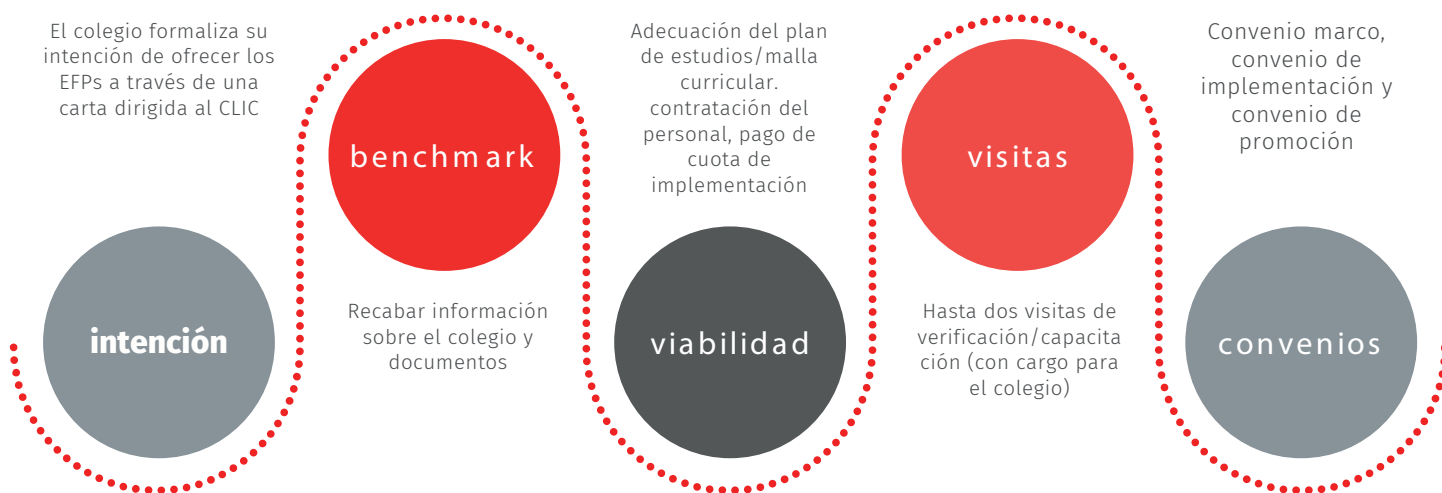 El colegio formaliza su
intención de ofrecer los
EFPs a través de una
carta dirigida al CLIC
intención
benchmark
Recabar información
sobre el colegio y
documentos
Adecuación del plan
de estudios/malla
curricular.
contratación del
personal, pago de
cuota de
implementación
viabilidad
visitas
Hasta dos visitas de
verificación/capacita
ción (con cargo para
el colegio)
Convenio marco,
convenio de
implementación y
convenio de
promoción
convenios